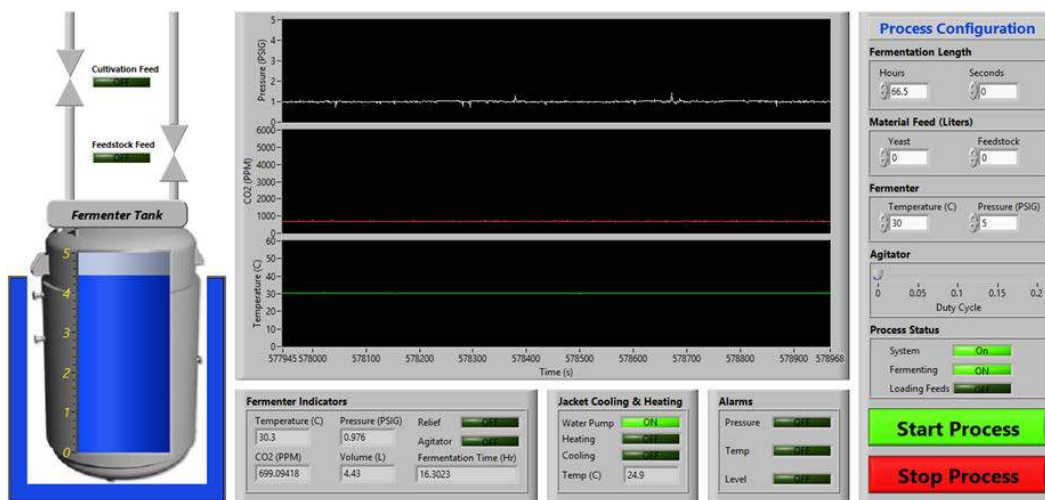 Cultivation Feed
OFF
Feedstock Feed
OFF
Fermenter Tank
5
4
3
2
1
0
Pressure (PSIG)
5
4
3
2
1
0
CO2 (PPM)
6000
5000
4000
3000
2000
1000
0
Temperature (C)
60
50
40
30
20
10
0
577945 578000 578100 578200 578300 578400 578500 578600 578700 578800 578900 578968
Time (s)
Fermenter Indicators
Temperature (C) Pressure (PSIG) Relief OFF
30.3 0.976 Agitator OFF
CO2 (PPM) Volume (L) Fermentation Time (Hr)
699.09418 4.43 16.3023
Jacket Cooling & Heating
Water Pump ON
Heating OFF
Cooling OFF
Temp (C) 24.9
Alarms
Pressure OFF
Temp OFF
Level OFF
Process Configuration
Fermentation Length
Hours Seconds
66.5 0
Material Feed (Liters)
Yeast Feedstock
0 0
Fermenter
Temperature (C) Pressure (PSIG)
30 5
Agitator
0 0.05 0.1 0.15 0.2
Duty Cycle
Process Status
System On
Fermenting ON
Loading Feeds OFF
Start Process
Stop Process